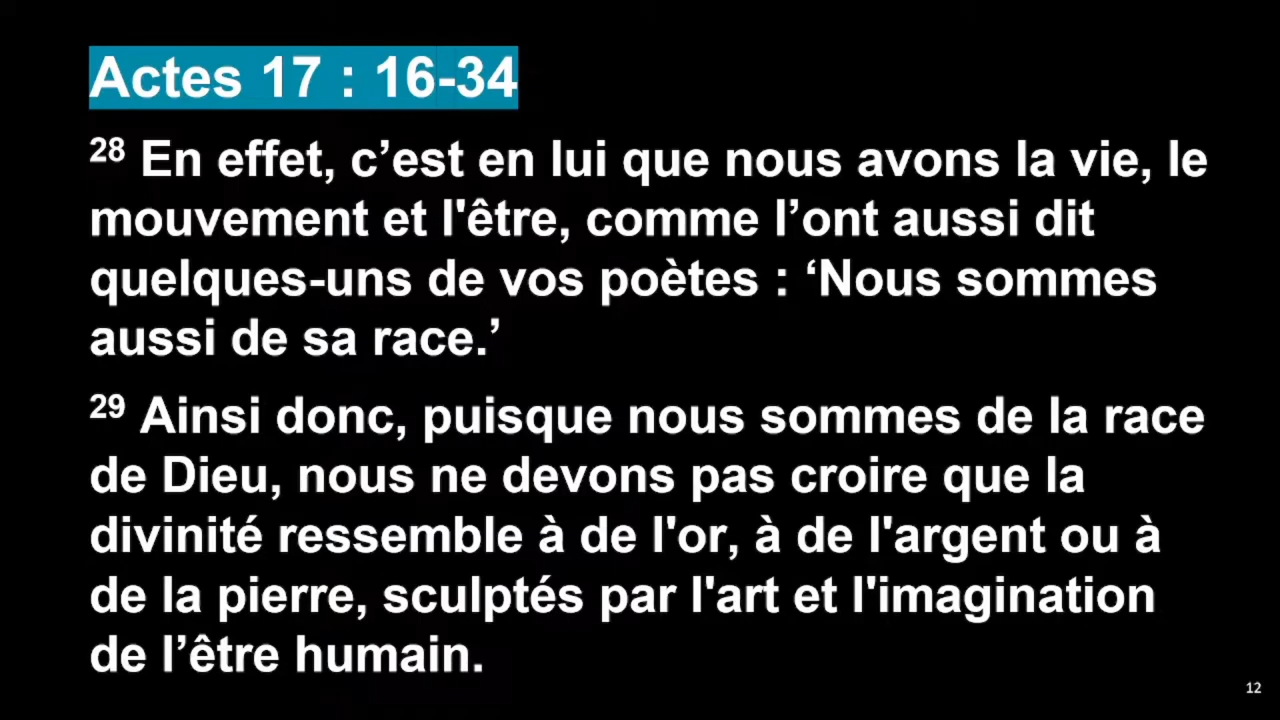 Actes 17 : 16-34
28 En effet, c’est en lui que nous avons la vie, le
mouvement et l'être, comme l’ont aussi dit
quelques-uns de vos poètes : ‘Nous sommes
aussi de sa race.’
29 Ainsi donc, puisque nous sommes de la race
de Dieu, nous ne devons pas croire que la
divinité ressemble à de l'or, à de l'argent ou à
de la pierre, sculptés par l'art et l'imagination
de l’être humain.
12